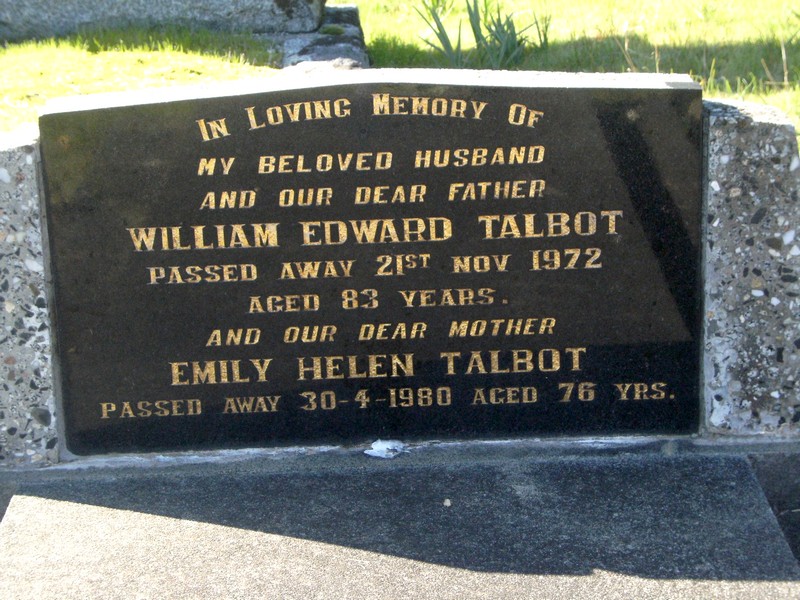 In Loving Memory Of
MY BELOVED HUSBAND
AND OUR DEAR FATHER
WILLIAM EDWARD TALBOT
PASSED AWAY 21ST NOV 1972
AGED 83 YEARS.
AND OUR DEAR MOTHER
EMILY HELEN TALBOT
PASSED AWAY 30-4-1980 AGED 76 YRS.